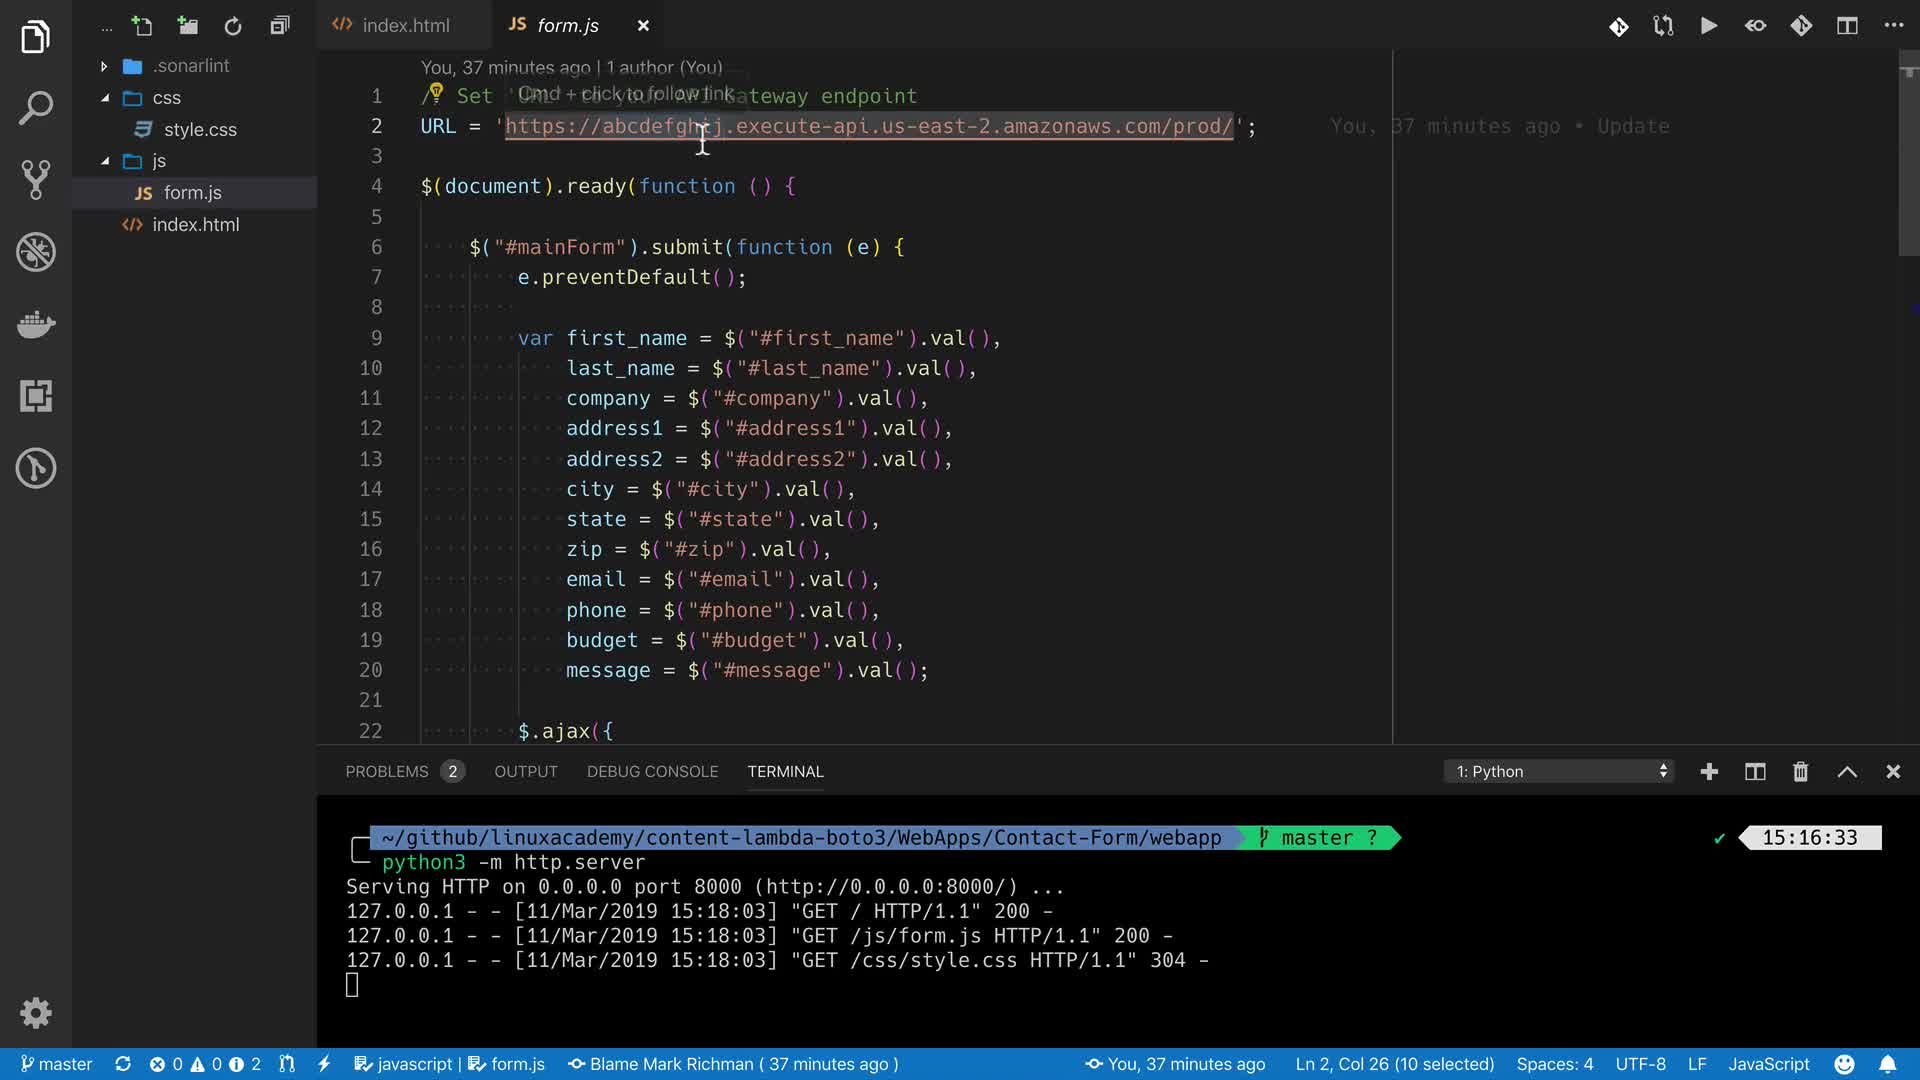 ...
index.html
JS form.js
.sonarlint
css
style.css
js
JS form.js
index.html
You, 37 minutes ago | 1 author (You)
Cmd + click to follow link
1 // Set 'URL' to your API Gateway endpoint
2 URL = 'https://abcdefghij.execute-api.us-east-2.amazonaws.com/prod/'; You, 37 minutes ago • Update
3
4 $(document).ready(function () {
5
6 $("#mainForm").submit(function (e) {
7 e.preventDefault();
8
9 var first_name = $("#first_name").val(),
10 last_name = $("#last_name").val(),
11 company = $("#company").val(),
12 address1 = $("#address1").val(),
13 address2 = $("#address2").val(),
14 city = $("#city").val(),
15 state = $("#state").val(),
16 zip = $("#zip").val(),
17 email = $("#email").val(),
18 phone = $("#phone").val(),
19 budget = $("#budget").val(),
20 message = $("#message").val();
21
22 $.ajax({
PROBLEMS 2 OUTPUT DEBUG CONSOLE TERMINAL 1: Python
~/github/linuxacademy/content-lambda-boto3/WebApps/Contact-Form/webapp master ? ✔ 15:16:33
python3 -m http.server
Serving HTTP on 0.0.0.0 port 8000 (http://0.0.0.0:8000/) ...
127.0.0.1 - - [11/Mar/2019 15:18:03] "GET / HTTP/1.1" 200 -
127.0.0.1 - - [11/Mar/2019 15:18:03] "GET /js/form.js HTTP/1.1" 200 -
127.0.0.1 - - [11/Mar/2019 15:18:03] "GET /css/style.css HTTP/1.1" 304 -
master 0 0 2 javascript | form.js Blame Mark Richman ( 37 minutes ago ) You, 37 minutes ago Ln 2, Col 26 (10 selected) Spaces: 4 UTF-8 LF JavaScript